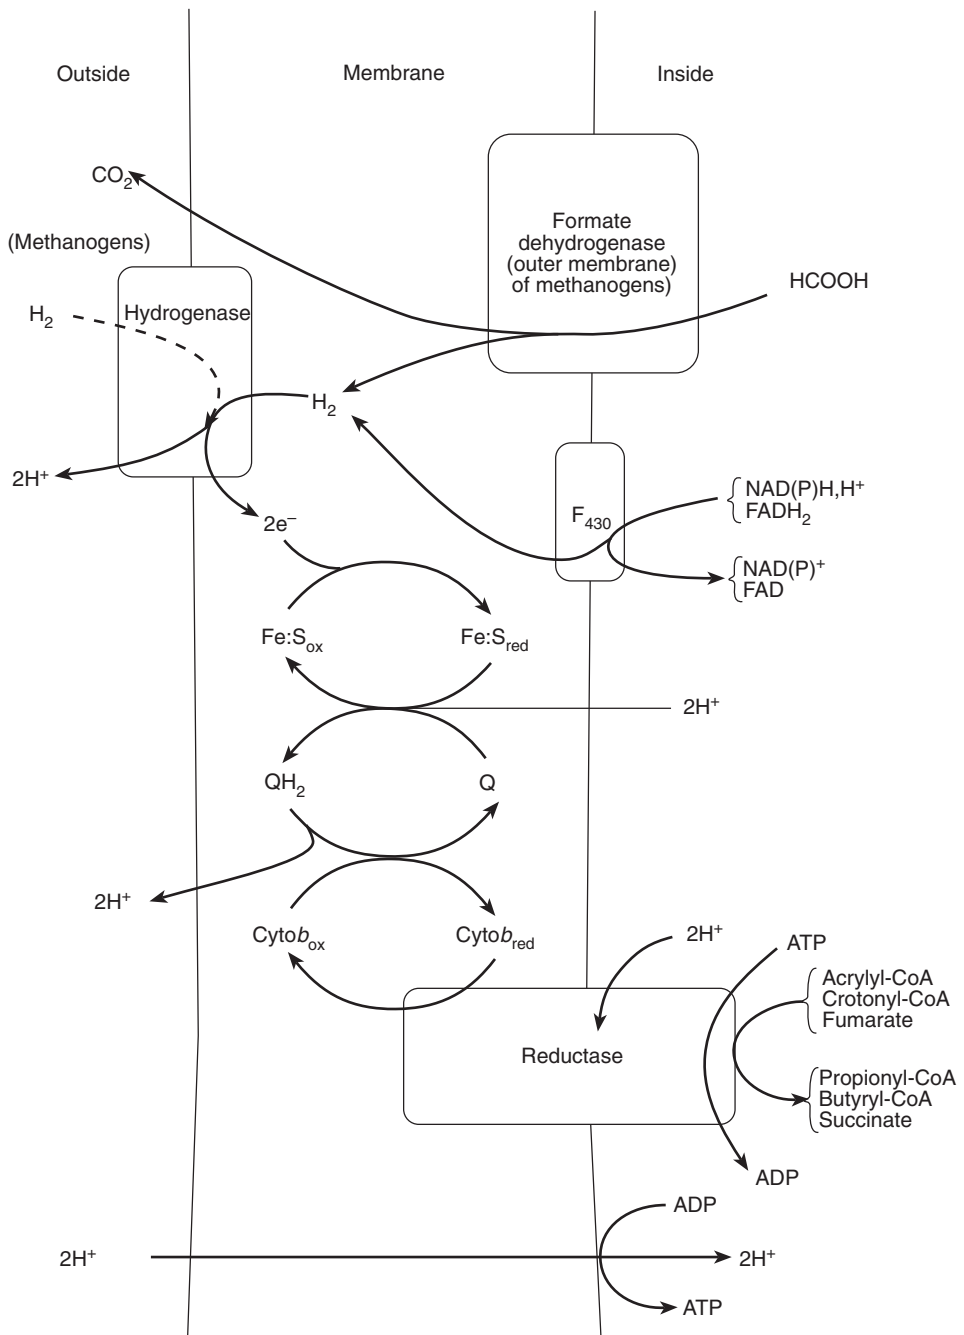 Outside
Membrane
Inside
CO2
(Methanogens)
Formate
dehydrogenase
(outer membrane)
of methanogens)
HCOOH
H2
Hydrogenase
H2
2H+
2e–
F430
NAD(P)H,H+
FADH2
NAD(P)+
FAD
Fe:Sox
Fe:Sred
2H+
QH2
Q
2H+
Cytobox
Cytobred
2H+
ATP
Acrylyl-CoA
Crotonyl-CoA
Fumarate
Reductase
Propionyl-CoA
Butyryl-CoA
Succinate
ADP
ADP
2H+
2H+
ATP